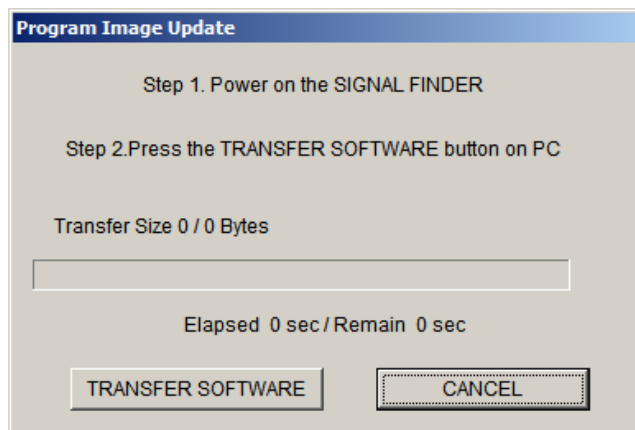 Program Image Update
Step 1. Power on the SIGNAL FINDER
Step 2.Press the TRANSFER SOFTWARE button on PC
Transfer Size 0 / 0 Bytes
Elapsed 0 sec / Remain 0 sec
TRANSFER SOFTWARE CANCEL